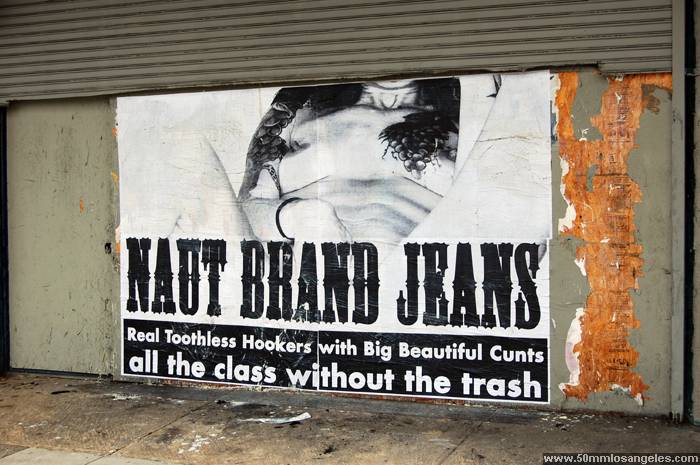 NAUT BRAND JEANS
Real Toothless Hookers with Big Beautiful Cunts
all the class without the trash
www.50mmlosangeles.com